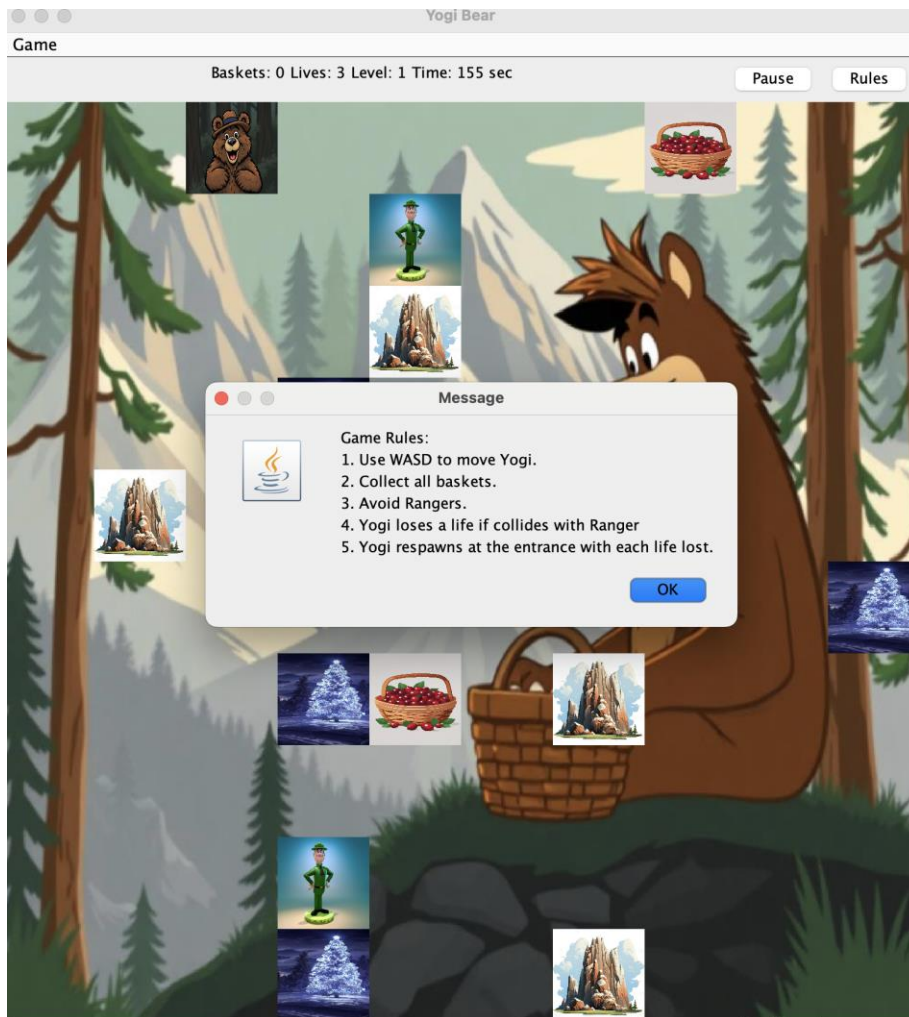 Yogi Bear
Game
Baskets: 0 Lives: 3 Level: 1 Time: 155 sec
Pause
Rules
Message
Game Rules:
1. Use WASD to move Yogi.
2. Collect all baskets.
3. Avoid Rangers.
4. Yogi loses a life if collides with Ranger
5. Yogi respawns at the entrance with each life lost.
OK